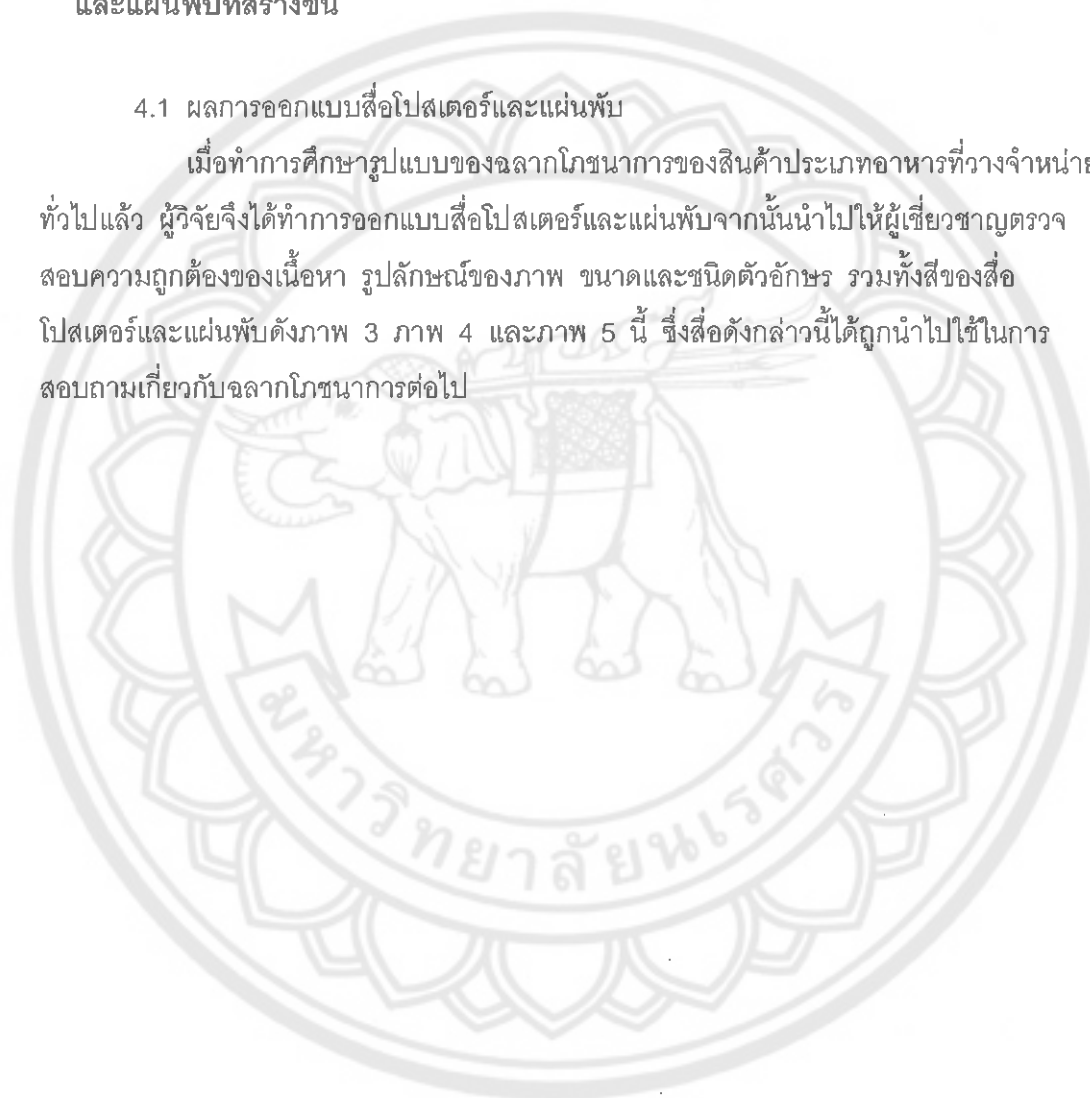 และแผ่นพับที่สร้างขึ้น
4.1 ผลการออกแบบสื่อโปสเตอร์และแผ่นพับ
เมื่อทำการศึกษารูปแบบของฉลากโภชนาการของสินค้าประเภทอาหารที่วางจำหน่าย
ทั่วไปแล้ว ผู้วิจัยจึงได้ทำการออกแบบสื่อโปสเตอร์และแผ่นพับจากนั้นนำไปให้ผู้เชี่ยวชาญตรวจ
สอบความถูกต้องของเนื้อหา รูปลักษณ์ของภาพ ขนาดและชนิดตัวอักษร รวมทั้งสีของสื่อ
โปสเตอร์และแผ่นพับดังภาพ 3 ภาพ 4 และภาพ 5 นี้ ซึ่งสื่อดังกล่าวนี้ได้ถูกนำไปใช้ในการ
สอบถามเกี่ยวกับฉลากโภชนาการต่อไป
มหาวิทยาลัยนเรศวร